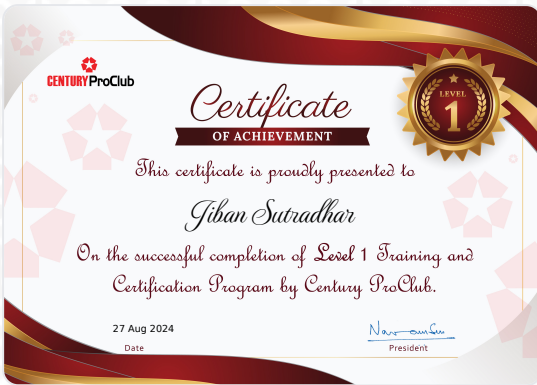 CENTURY ProClub
Certificate
OF ACHIEVEMENT
LEVEL
1
This certificate is proudly presented to
Jiban Sutradhar
On the successful completion of Level 1 Training and
Certification Program by Century ProClub.
27 Aug 2024
Date
President